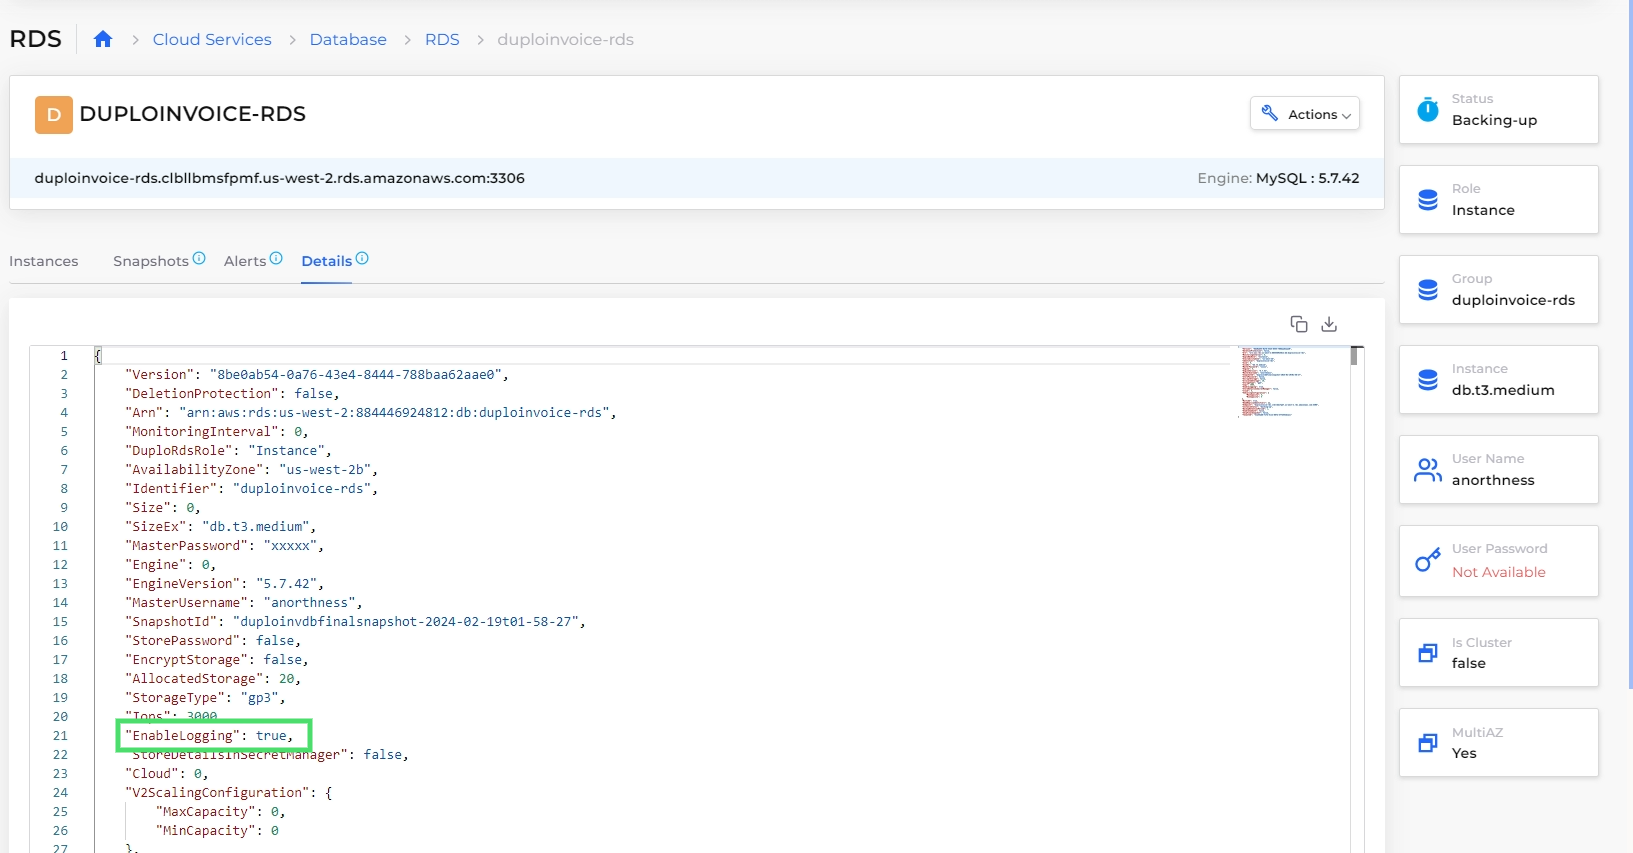 RDS
Cloud Services > Database > RDS > duploinvoice-rds
D DUPLOINVOICE-RDS
Actions
duploinvoice-rds.clbllbmsfpmf.us-west-2.rds.amazonaws.com:3306
Engine: MySQL : 5.7.42
Instances Snapshots Alerts Details
1 {
2 "Version": "8be0ab54-0a76-43e4-8444-788baa62aae0",
3 "DeletionProtection": false,
4 "Arn": "arn:aws:rds:us-west-2:884446924812:db:duploinvoice-rds",
5 "MonitoringInterval": 0,
6 "DuploRdsRole": "Instance",
7 "AvailabilityZone": "us-west-2b",
8 "Identifier": "duploinvoice-rds",
9 "Size": 0,
10 "SizeEx": "db.t3.medium",
11 "MasterPassword": "xxxxx",
12 "Engine": 0,
13 "EngineVersion": "5.7.42",
14 "MasterUsername": "anorthness",
15 "SnapshotId": "duploinvdbfinalsnapshot-2024-02-19t01-58-27",
16 "StorePassword": false,
17 "EncryptStorage": false,
18 "AllocatedStorage": 20,
19 "StorageType": "gp3",
20 "Iops": 3000,
21 "EnableLogging": true,
22 "StoreDetailsInSecretManager": false,
23 "Cloud": 0,
24 "V2ScalingConfiguration": {
25 "MaxCapacity": 0,
26 "MinCapacity": 0
27 },
Status
Backing-up
Role
Instance
Group
duploinvoice-rds
Instance
db.t3.medium
User Name
anorthness
User Password
Not Available
Is Cluster
false
MultiAZ
Yes